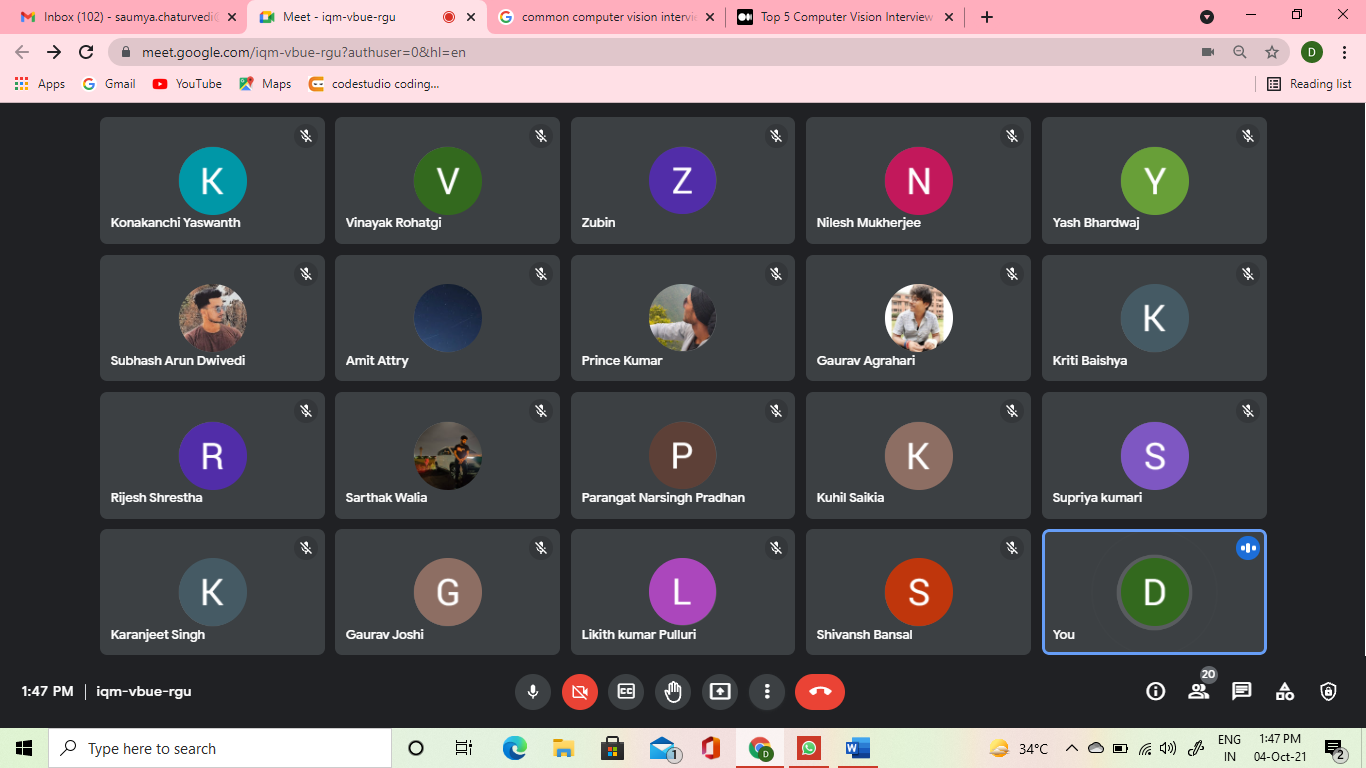 Inbox (102) - saumya.chaturvedi
Meet - iqm-vbue-rgu
common computer vision intervi
Top 5 Computer Vision Interview
meet.google.com/iqm-vbue-rgu?authuser=0&hl=en
D
Apps
Gmail
YouTube
Maps
codestudio coding...
Reading list
K
Konakanchi Yaswanth
V
Vinayak Rohatgi
Z
Zubin
N
Nilesh Mukherjee
Y
Yash Bhardwaj
Subhash Arun Dwivedi
Amit Attry
Prince Kumar
Gaurav Agrahari
K
Kriti Baishya
R
Rijesh Shrestha
Sarthak Walia
P
Parangat Narsingh Pradhan
K
Kuhil Saikia
S
Supriya kumari
K
Karanjeet Singh
G
Gaurav Joshi
L
Likith kumar Pulluri
S
Shivansh Bansal
D
You
1:47 PM | iqm-vbue-rgu
20
Type here to search
1
D
W
34°C
ENG
IN
1:47 PM
04-Oct-21
2